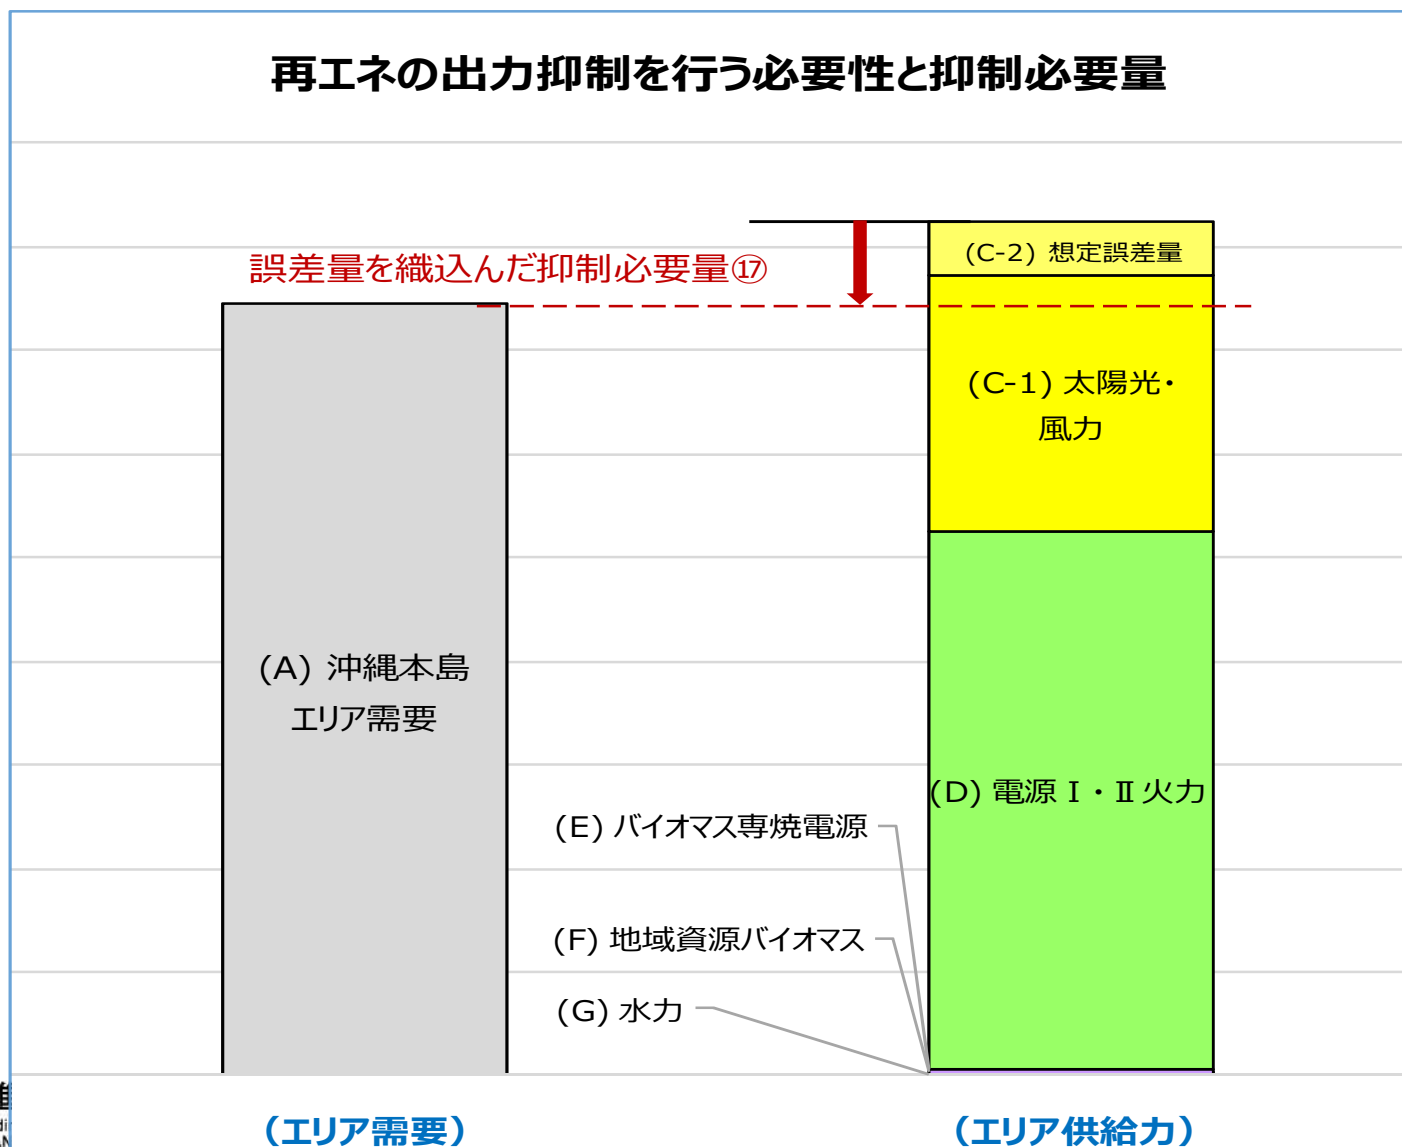 再エネの出力抑制を行う必要性と抑制必要量
(C-2) 想定誤差量
誤差量を織込んだ抑制必要量⑰
(C-1) 太陽光・
風力
(A) 沖縄本島
エリア需要
(D) 電源Ⅰ・Ⅱ火力
(E) バイオマス専焼電源
(F) 地域資源バイオマス
(G) 水力
（エリア需要）
（エリア供給力）